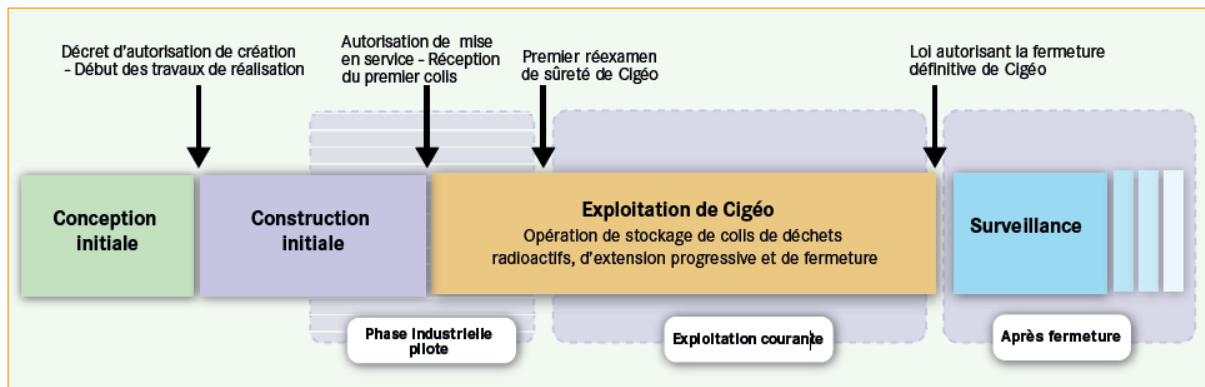 Décret d'autorisation de création
- Début des travaux de réalisation
Autorisation de mise
en service - Réception
du premier colis
Premier réexamen
de sûreté de Cigéo
Loi autorisant la fermeture
définitive de Cigéo
Conception
initiale
Construction
initiale
Exploitation de Cigéo
Opération de stockage de colis de déchets
radioactifs, d'extension progressive et de fermeture
Surveillance
Phase industrielle
pilote
Exploitation courante
Après fermeture